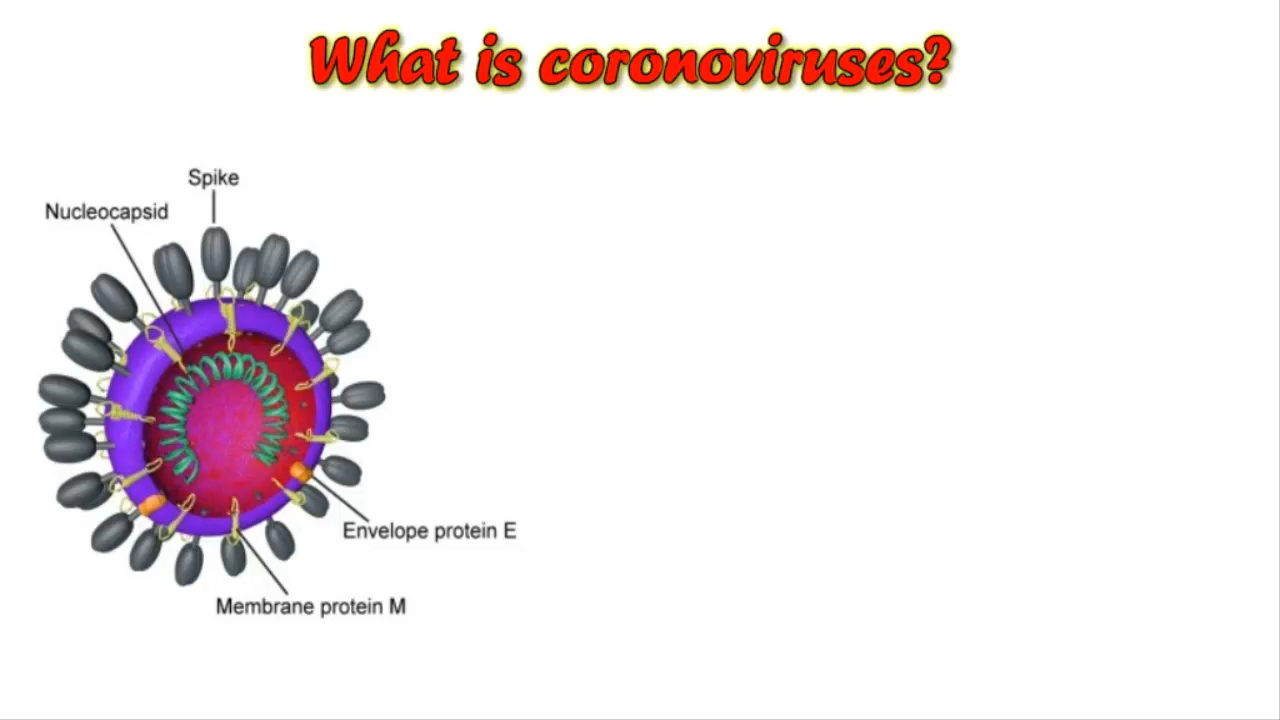 What is coronoviruses?
Spike
Nucleocapsid
Envelope protein E
Membrane protein M